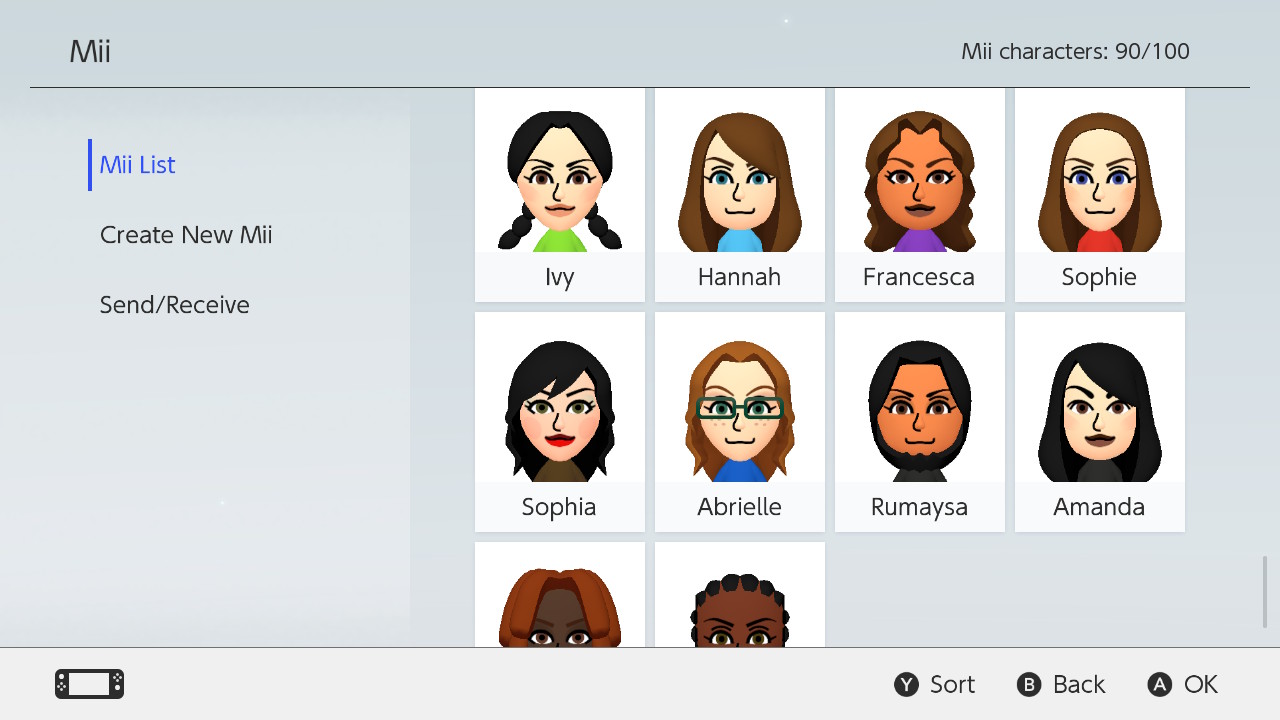 Mii
Mii characters: 90/100
Mii List
Create New Mii
Send/Receive
Ivy
Hannah
Francesca
Sophie
Sophia
Abrielle
Rumaysa
Amanda
Y Sort
B Back
A OK